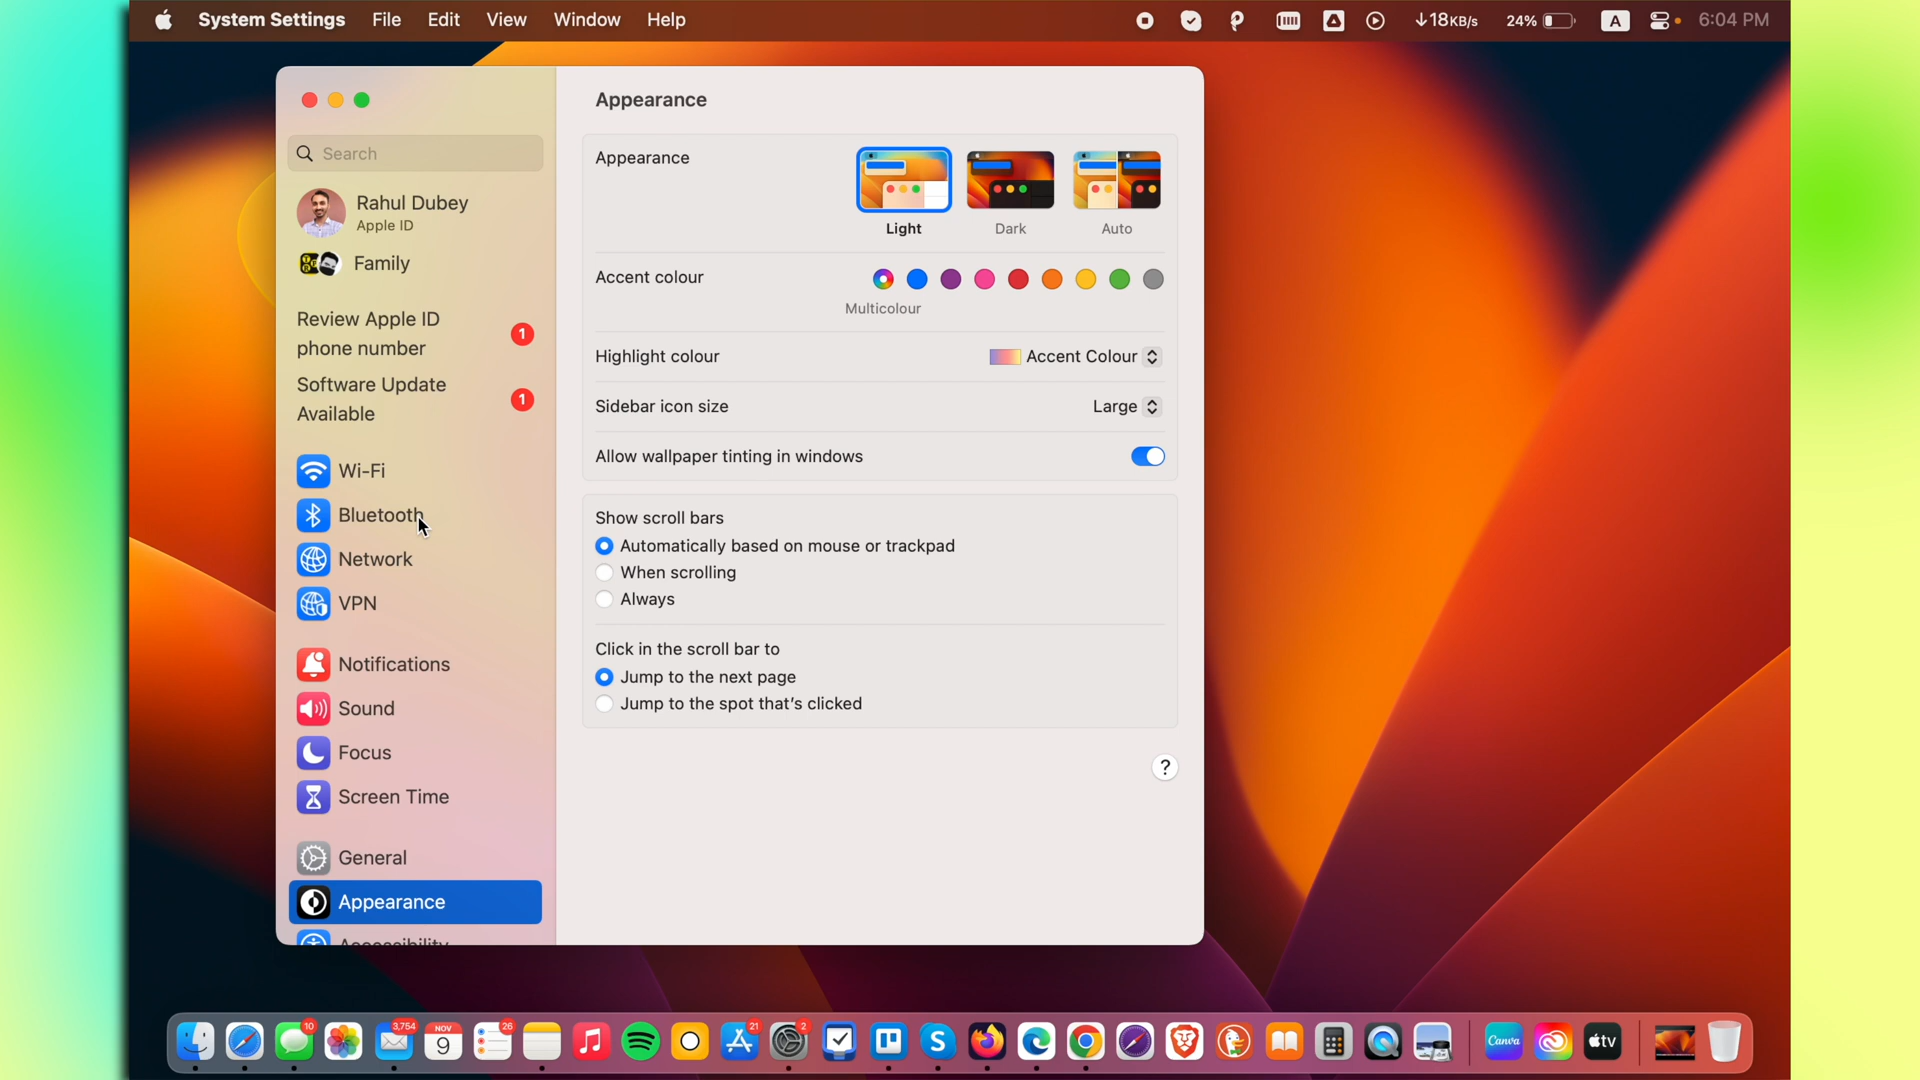 System Settings File Edit View Window Help ↓18KB/s 24% A 6:04 PM
Search
Rahul Dubey
Apple ID
Family
Review Apple ID
phone number
1
Software Update
Available
1
Wi-Fi
Bluetooth
Network
VPN
Notifications
Sound
Focus
Screen Time
General
Appearance
Accessibility
Appearance
Appearance
Light Dark Auto
Accent colour
Multicolour
Highlight colour Accent Colour
Sidebar icon size Large
Allow wallpaper tinting in windows
Show scroll bars
Automatically based on mouse or trackpad
When scrolling
Always
Click in the scroll bar to
Jump to the next page
Jump to the spot that's clicked
?
10 3,754 NOV 9 26 21 2 Canva tv